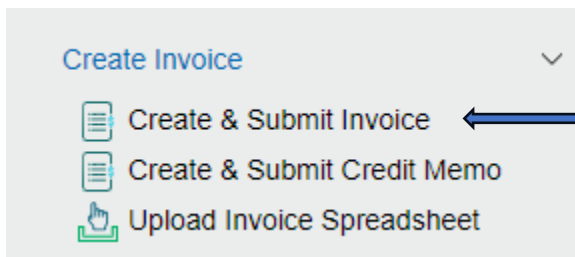 Create Invoice
Create & Submit Invoice
Create & Submit Credit Memo
Upload Invoice Spreadsheet